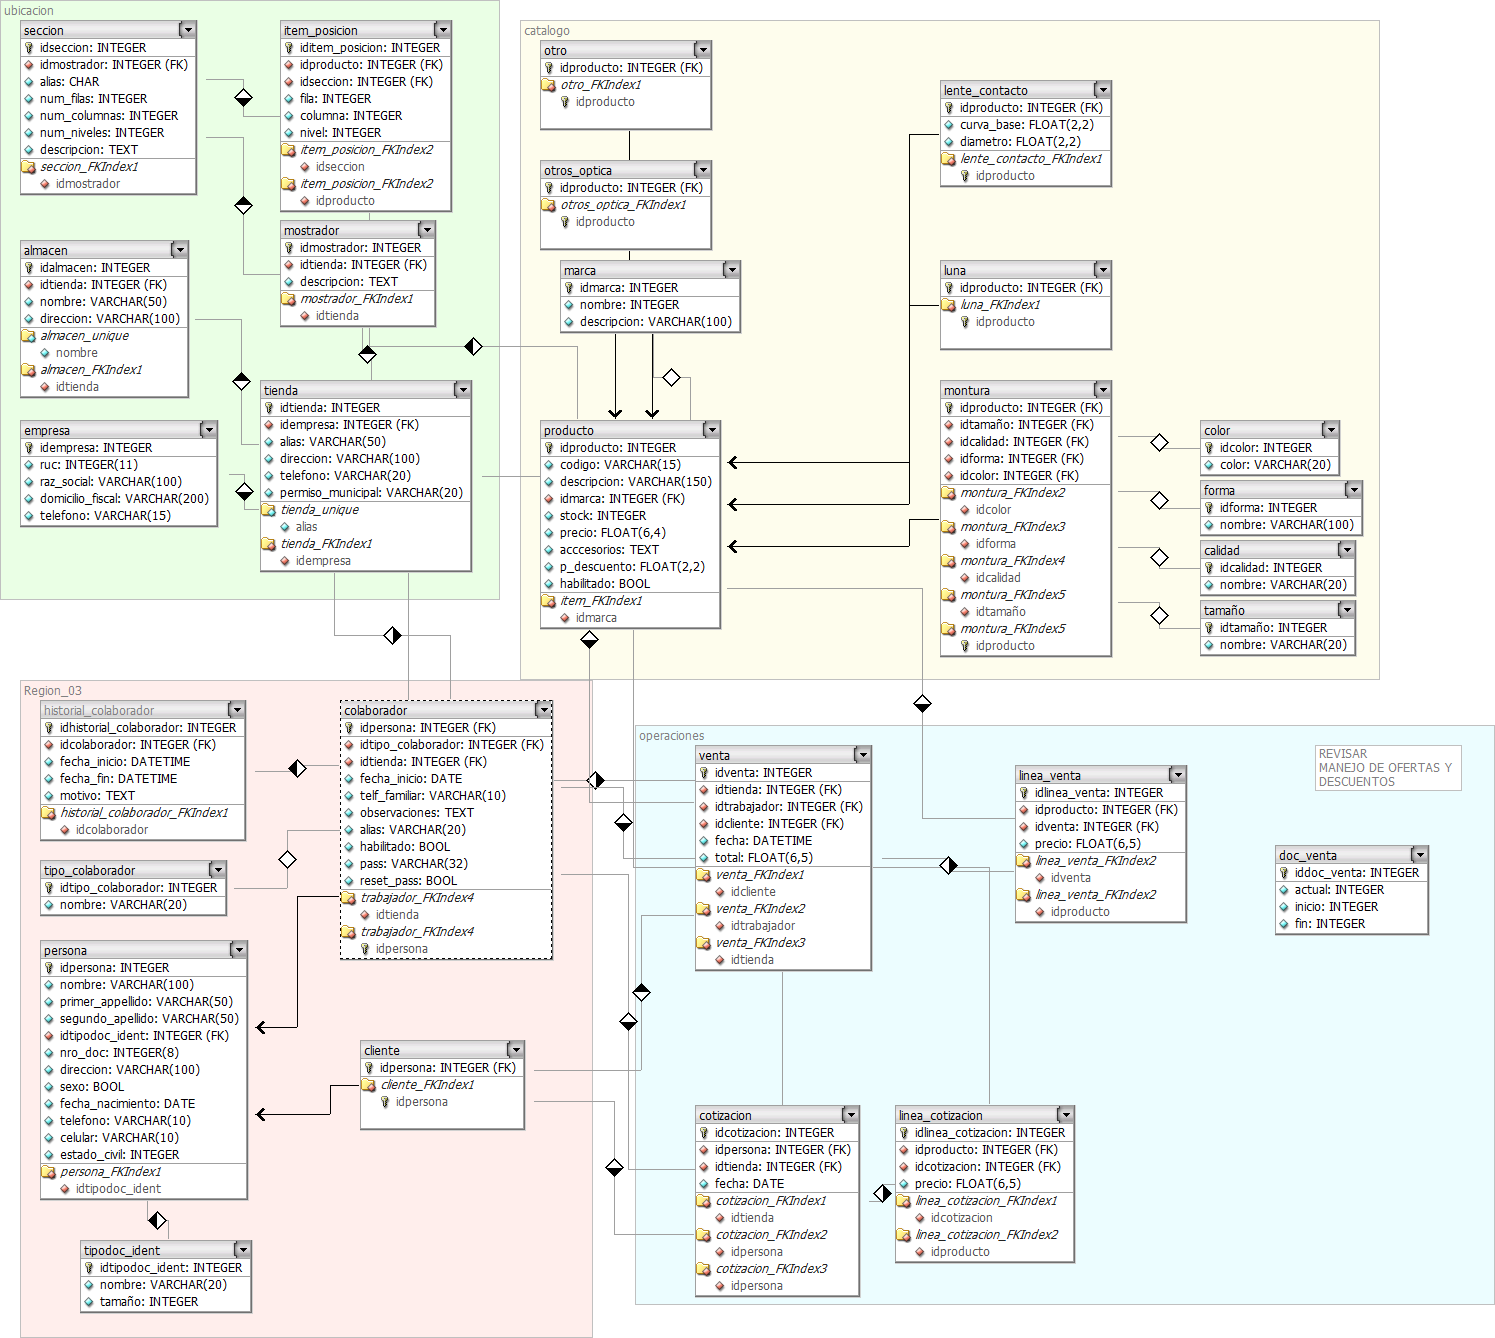 ubicacion
seccion
idseccion: INTEGER
idmostrador: INTEGER (FK)
alias: CHAR
num_filas: INTEGER
num_columnas: INTEGER
num_niveles: INTEGER
descripcion: TEXT
seccion_FKIndex1
idmostrador
item_posicion
iditem_posicion: INTEGER
idproducto: INTEGER (FK)
idseccion: INTEGER (FK)
fila: INTEGER
columna: INTEGER
nivel: INTEGER
item_posicion_FKIndex2
idseccion
item_posicion_FKIndex2
idproducto
mostrador
idmostrador: INTEGER
idtienda: INTEGER (FK)
descripcion: TEXT
mostrador_FKIndex1
idtienda
almacen
idalmacen: INTEGER
idtienda: INTEGER (FK)
nombre: VARCHAR(50)
direccion: VARCHAR(100)
almacen_unique
nombre
almacen_FKIndex1
idtienda
tienda
idtienda: INTEGER
idempresa: INTEGER (FK)
alias: VARCHAR(50)
direccion: VARCHAR(100)
telefono: VARCHAR(20)
permiso_municipal: VARCHAR(20)
tienda_unique
alias
tienda_FKIndex1
idempresa
empresa
idempresa: INTEGER
ruc: INTEGER(11)
raz_social: VARCHAR(100)
domicilio_fiscal: VARCHAR(200)
telefono: VARCHAR(15)
catalogo
otro
idproducto: INTEGER (FK)
otro_FKIndex1
idproducto
otros_optica
idproducto: INTEGER (FK)
otros_optica_FKIndex1
idproducto
marca
idmarca: INTEGER
nombre: INTEGER
descripcion: VARCHAR(100)
producto
idproducto: INTEGER
codigo: VARCHAR(15)
descripcion: VARCHAR(150)
idmarca: INTEGER (FK)
stock: INTEGER
precio: FLOAT(6,4)
acccesorios: TEXT
p_descuento: FLOAT(2,2)
habilitado: BOOL
item_FKIndex1
idmarca
lente_contacto
idproducto: INTEGER (FK)
curva_base: FLOAT(2,2)
diametro: FLOAT(2,2)
lente_contacto_FKIndex1
idproducto
luna
idproducto: INTEGER (FK)
luna_FKIndex1
idproducto
montura
idproducto: INTEGER (FK)
idtamaño: INTEGER (FK)
idcalidad: INTEGER (FK)
idforma: INTEGER (FK)
idcolor: INTEGER (FK)
montura_FKIndex2
idcolor
montura_FKIndex3
idforma
montura_FKIndex4
idcalidad
montura_FKIndex5
idtamaño
montura_FKIndex5
idproducto
color
idcolor: INTEGER
color: VARCHAR(20)
forma
idforma: INTEGER
nombre: VARCHAR(100)
calidad
idcalidad: INTEGER
nombre: VARCHAR(20)
tamaño
idtamaño: INTEGER
nombre: VARCHAR(20)
Region_03
historial_colaborador
idhistorial_colaborador: INTEGER
idcolaborador: INTEGER (FK)
fecha_inicio: DATETIME
fecha_fin: DATETIME
motivo: TEXT
historial_colaborador_FKIndex1
idcolaborador
tipo_colaborador
idtipo_colaborador: INTEGER
nombre: VARCHAR(20)
colaborador
idpersona: INTEGER (FK)
idtipo_colaborador: INTEGER (FK)
idtienda: INTEGER (FK)
fecha_inicio: DATE
telf_familiar: VARCHAR(10)
observaciones: TEXT
alias: VARCHAR(20)
habilitado: BOOL
pass: VARCHAR(32)
reset_pass: BOOL
trabajador_FKIndex4
idtienda
trabajador_FKIndex4
idpersona
persona
idpersona: INTEGER
nombre: VARCHAR(100)
primer_appellido: VARCHAR(50)
segundo_apellido: VARCHAR(50)
idtipodoc_ident: INTEGER (FK)
nro_doc: INTEGER(8)
direccion: VARCHAR(100)
sexo: BOOL
fecha_nacimiento: DATE
telefono: VARCHAR(10)
celular: VARCHAR(10)
estado_civil: INTEGER
persona_FKIndex1
idtipodoc_ident
cliente
idpersona: INTEGER (FK)
cliente_FKIndex1
idpersona
tipodoc_ident
idtipodoc_ident: INTEGER
nombre: VARCHAR(20)
tamaño: INTEGER
operaciones
venta
idventa: INTEGER
idtienda: INTEGER (FK)
idtrabajador: INTEGER (FK)
idcliente: INTEGER (FK)
fecha: DATETIME
total: FLOAT(6,5)
venta_FKIndex1
idcliente
venta_FKIndex2
idtrabajador
venta_FKIndex3
idtienda
linea_venta
idlinea_venta: INTEGER
idproducto: INTEGER (FK)
idventa: INTEGER (FK)
precio: FLOAT(6,5)
linea_venta_FKIndex2
idventa
linea_venta_FKIndex2
idproducto
REVISAR
MANEJO DE OFERTAS Y
DESCUENTOS
doc_venta
iddoc_venta: INTEGER
actual: INTEGER
inicio: INTEGER
fin: INTEGER
cotizacion
idcotizacion: INTEGER
idpersona: INTEGER (FK)
idtienda: INTEGER (FK)
fecha: DATE
cotizacion_FKIndex1
idtienda
cotizacion_FKIndex2
idpersona
cotizacion_FKIndex3
idpersona
linea_cotizacion
idlinea_cotizacion: INTEGER
idproducto: INTEGER (FK)
idcotizacion: INTEGER (FK)
precio: FLOAT(6,5)
linea_cotizacion_FKIndex1
idcotizacion
linea_cotizacion_FKIndex2
idproducto